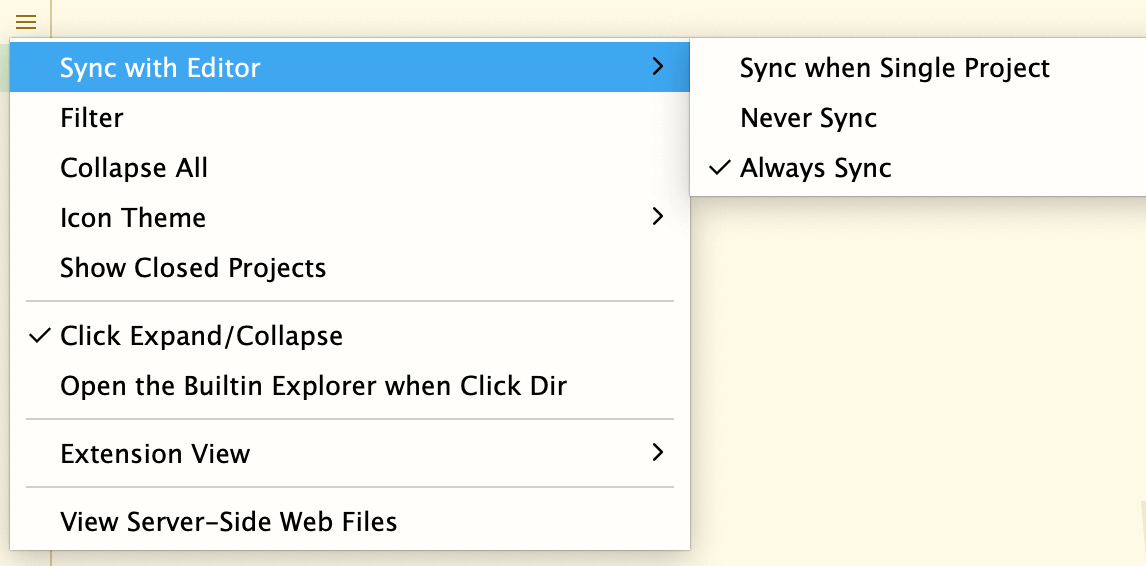 Sync with Editor
Filter
Collapse All
Icon Theme
Show Closed Projects
Click Expand/Collapse
Open the Builtin Explorer when Click Dir
Extension View
View Server-Side Web Files
Sync when Single Project
Never Sync
Always Sync